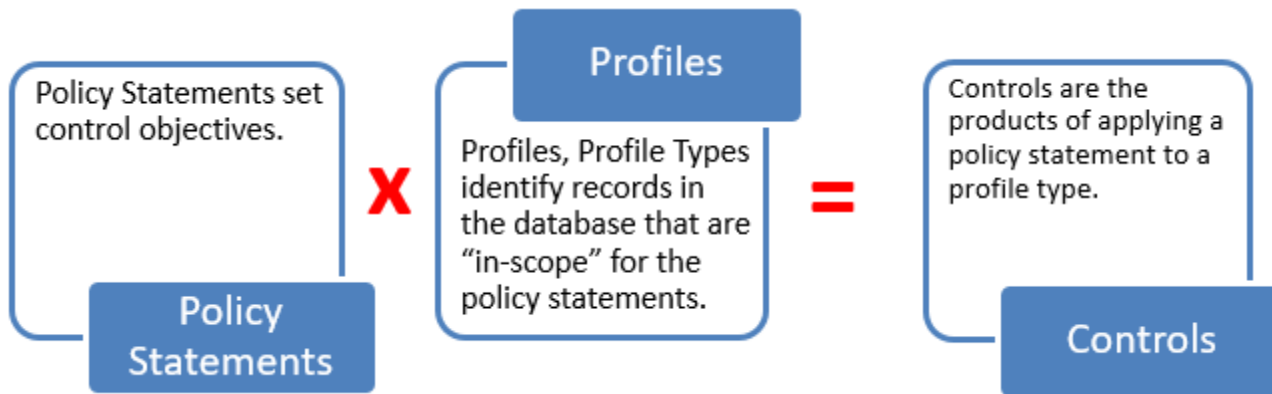 Policy Statements set
control objectives.
Policy
Statements
X
Profiles
Profiles, Profile Types
identify records in
the database that are
“in-scope” for the
policy statements.
=
Controls are the
products of applying a
policy statement to a
profile type.
Controls